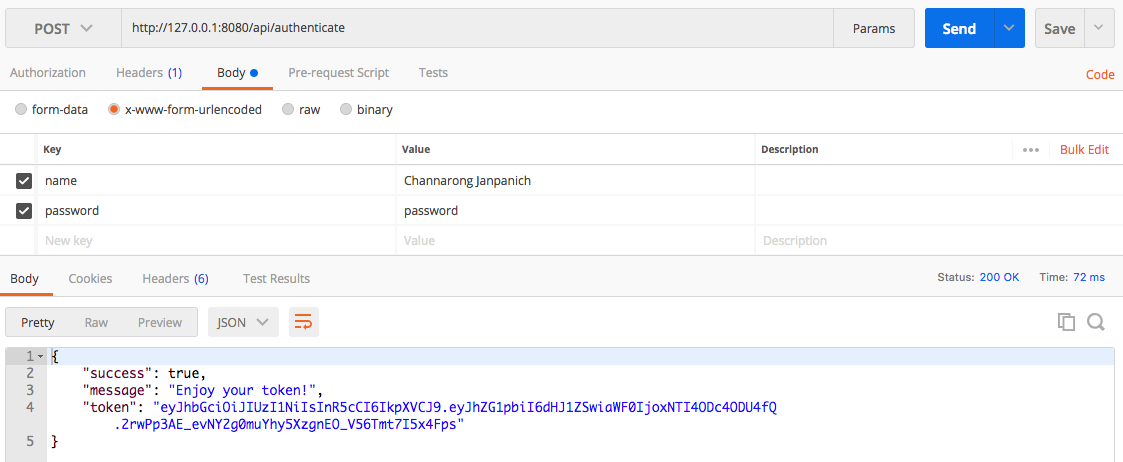 POST http://127.0.0.1:8080/api/authenticate Params Send Save
Authorization Headers (1) Body Pre-request Script Tests Code
form-data x-www-form-urlencoded raw binary
Key Value Description ••• Bulk Edit
name Channarong Janpanich
password password
New key Value Description
Body Cookies Headers (6) Test Results Status: 200 OK Time: 72 ms
Pretty Raw Preview JSON
1 {
2 "success": true,
3 "message": "Enjoy your token!",
4 "token": "eyJhbGciOiJIUzI1NiIsInR5cCI6IkpXVCJ9.eyJhZG1pbiI6dHJ1ZSwiaWF0IjoxNTI4ODc4ODU4fQ
.2rwPp3AE_evNY2g0muYhy5XzgnEO_V56Tmt7I5x4Fps"
5 }